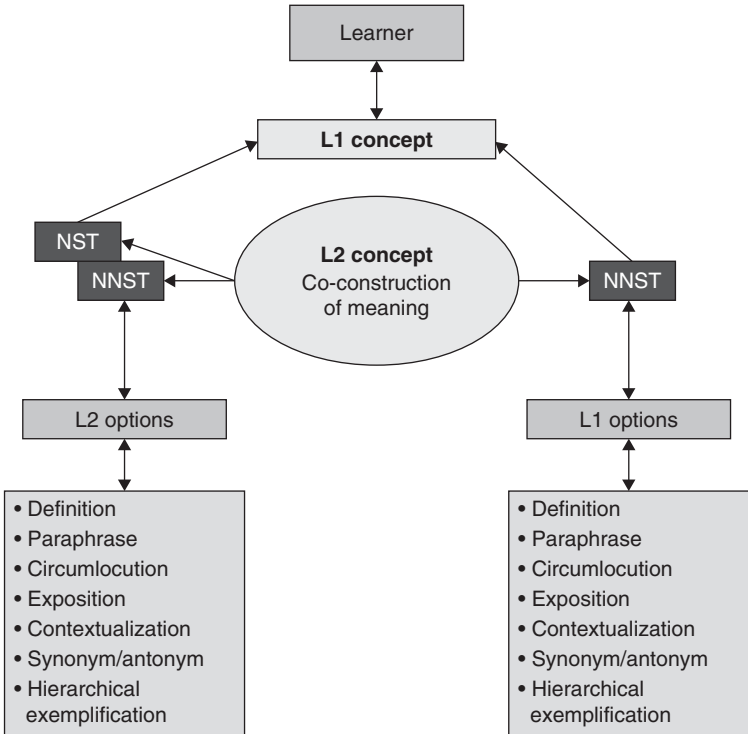 Learner
L1 concept
NST
NNST
L2 concept
Co-construction
of meaning
NNST
L2 options
L1 options
• Definition
• Paraphrase
• Circumlocution
• Exposition
• Contextualization
• Synonym/antonym
• Hierarchical
exemplification
• Definition
• Paraphrase
• Circumlocution
• Exposition
• Contextualization
• Synonym/antonym
• Hierarchical
exemplification